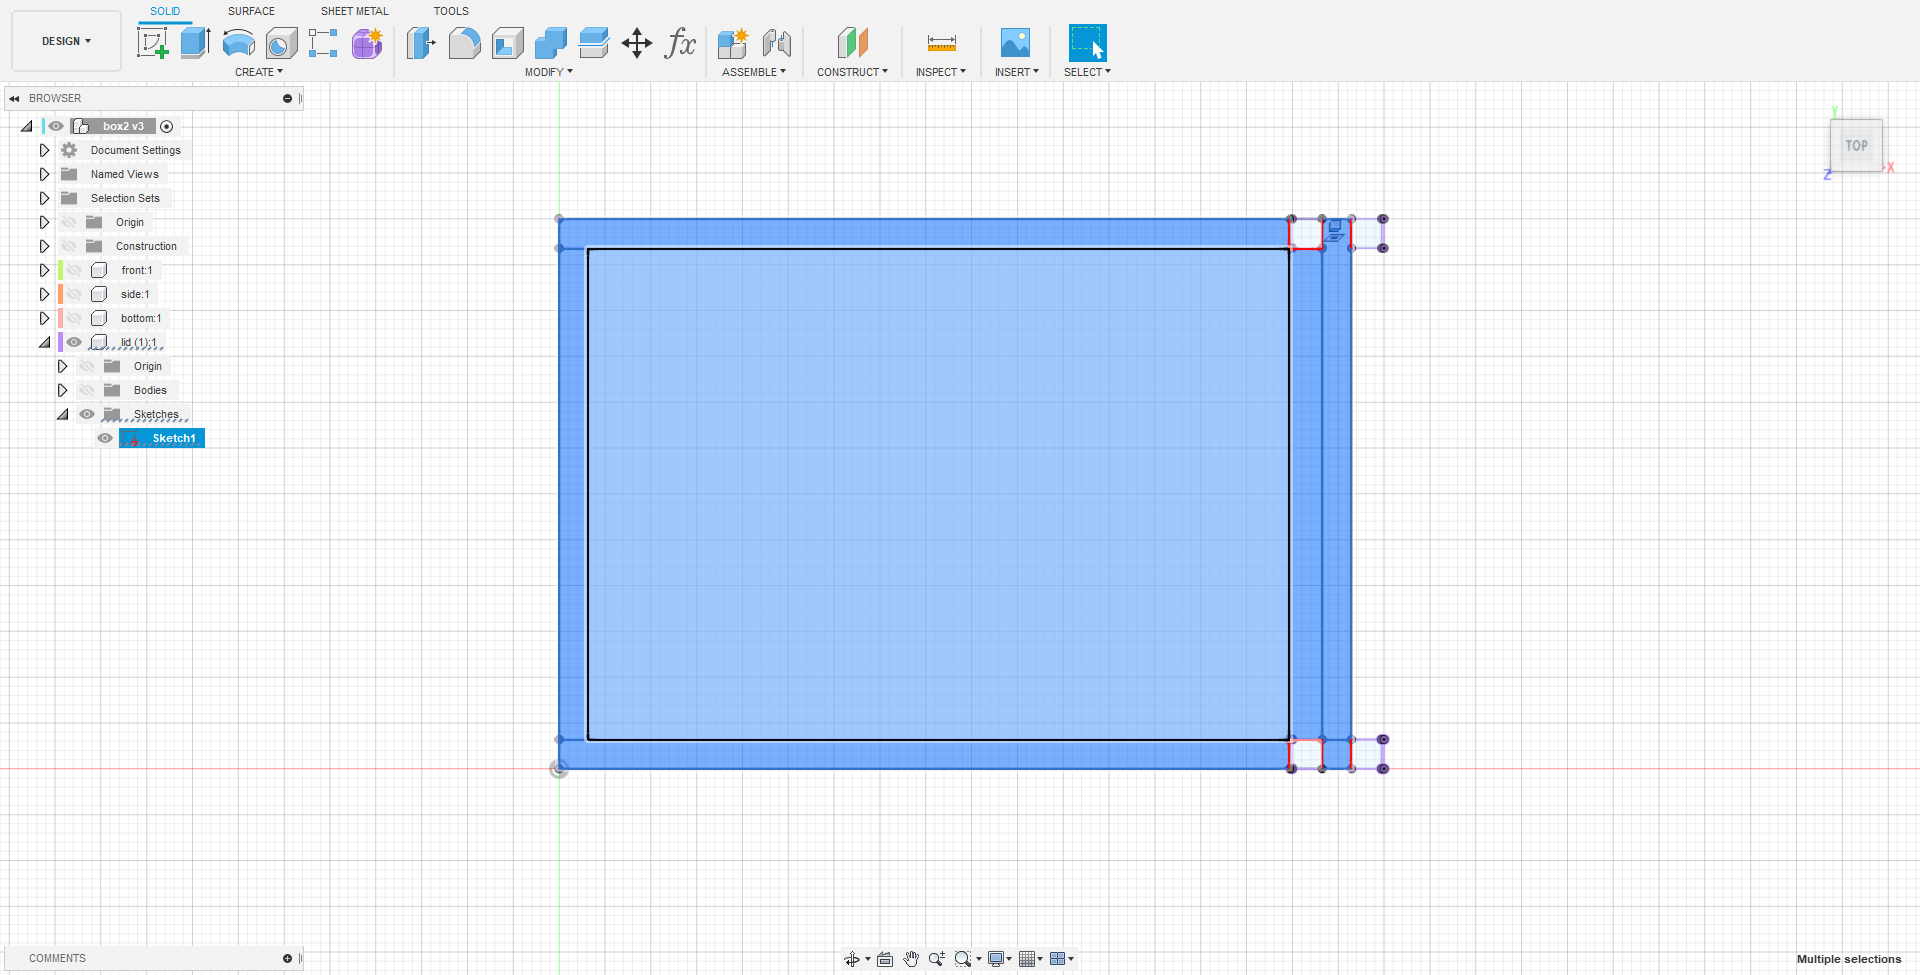 SOLID SURFACE SHEET METAL TOOLS
DESIGN
fx
CREATE MODIFY ASSEMBLE CONSTRUCT INSPECT INSERT SELECT
BROWSER
box2 v3
Document Settings
Named Views
Selection Sets
Origin
Construction
front:1
side:1
bottom:1
lid (1):1
Origin
Bodies
Sketches
Sketch1
Y
TOP
X
Z
COMMENTS
Multiple selections